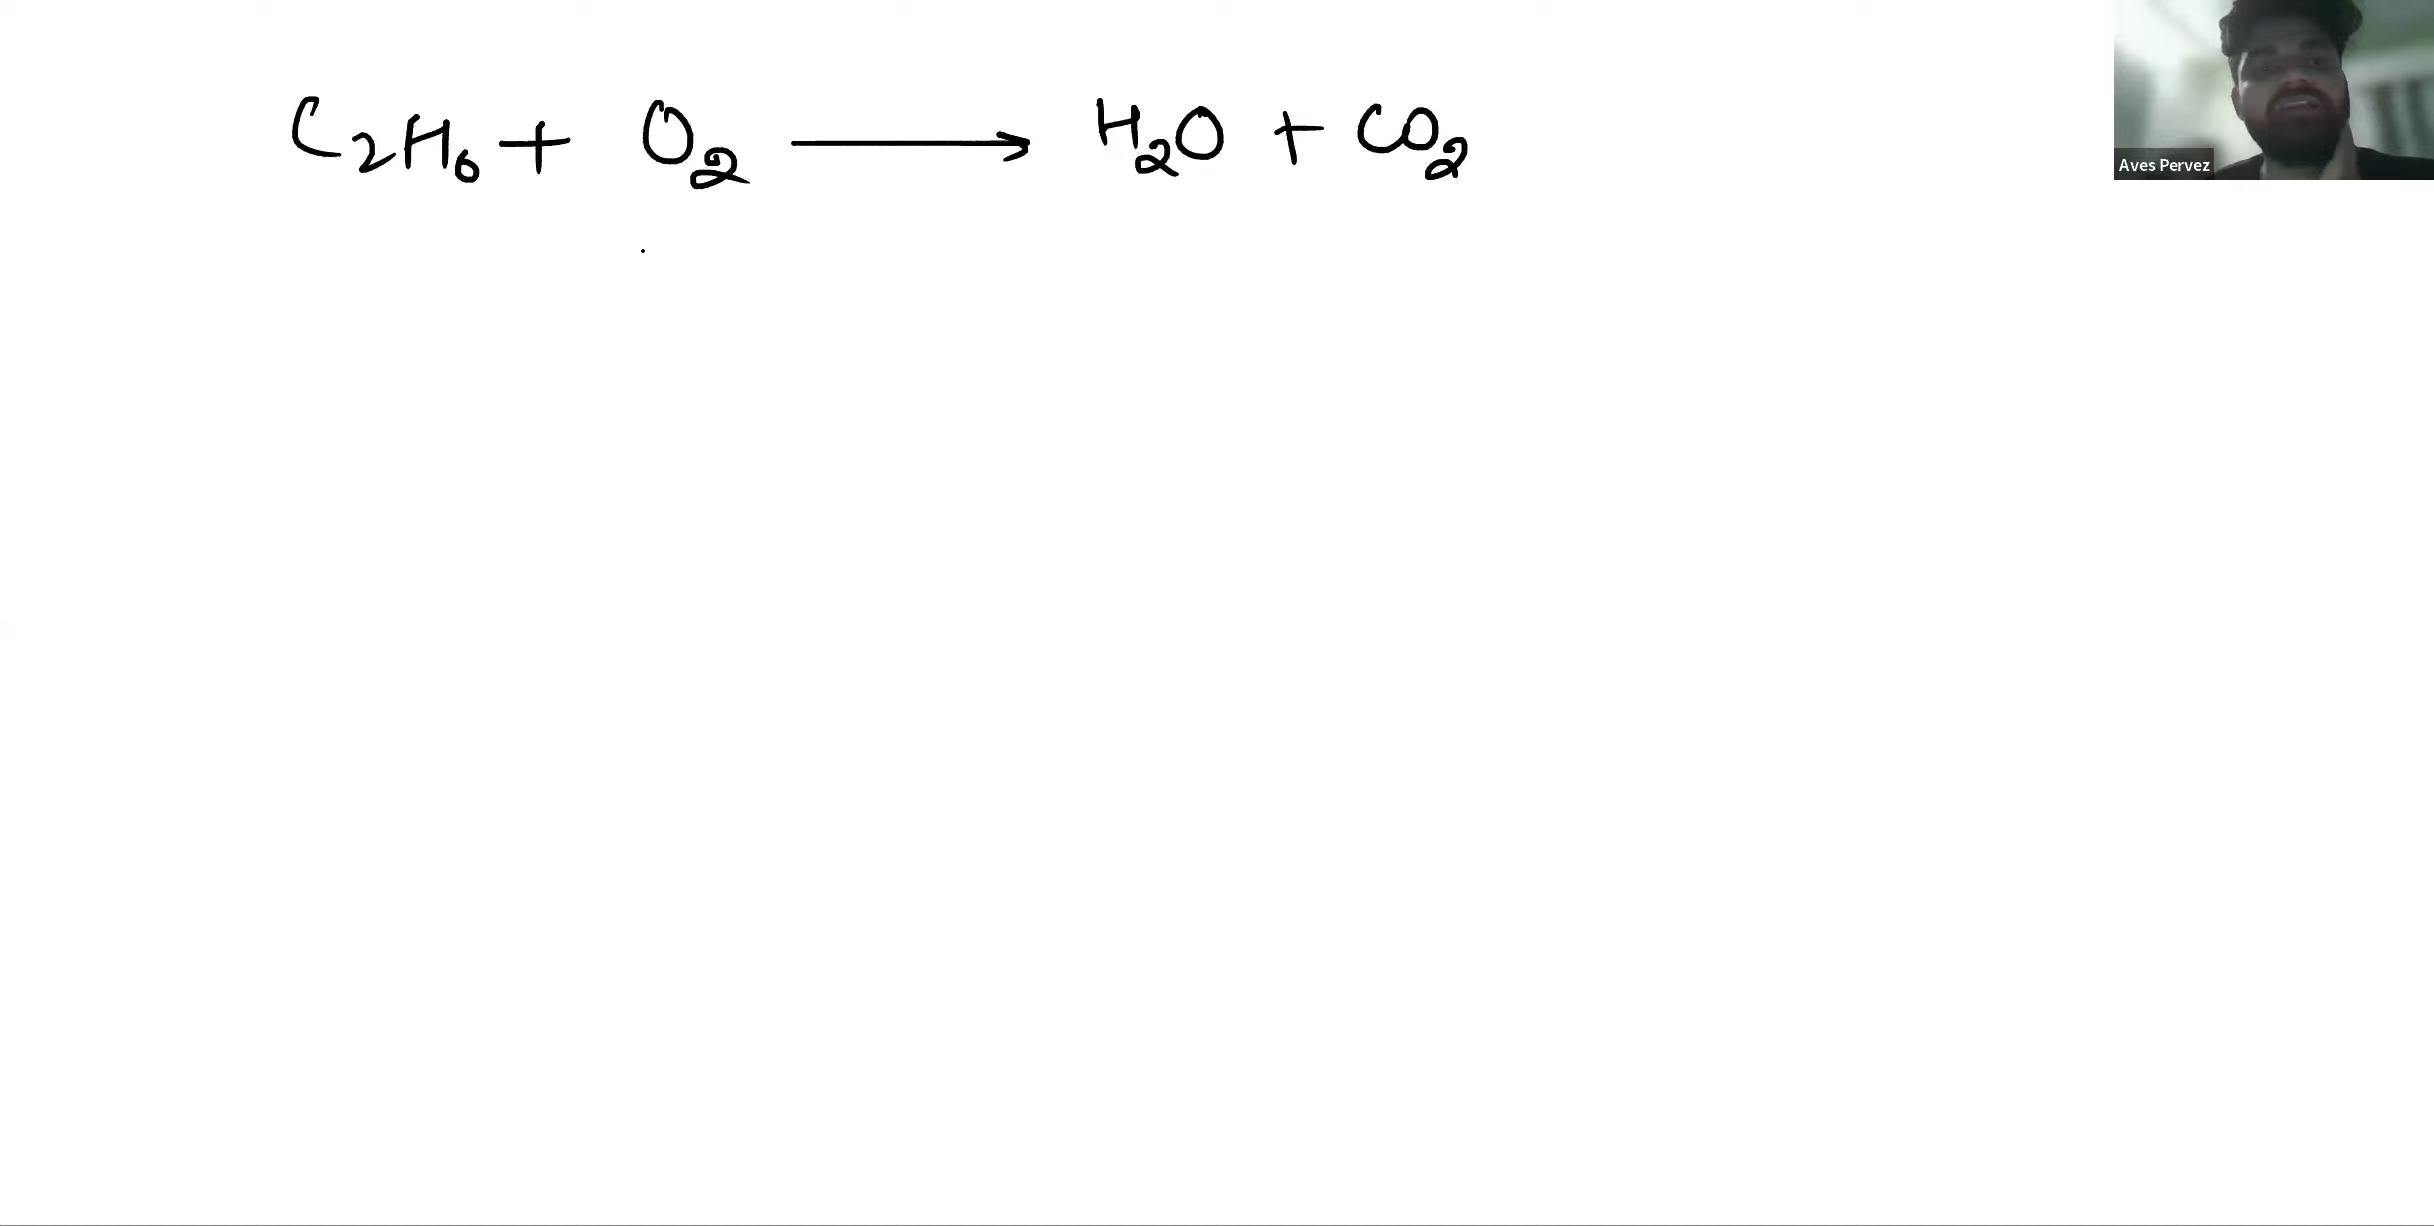 C₂H₆ + O₂ ⟶ H₂O + CO₂
Aves Pervez